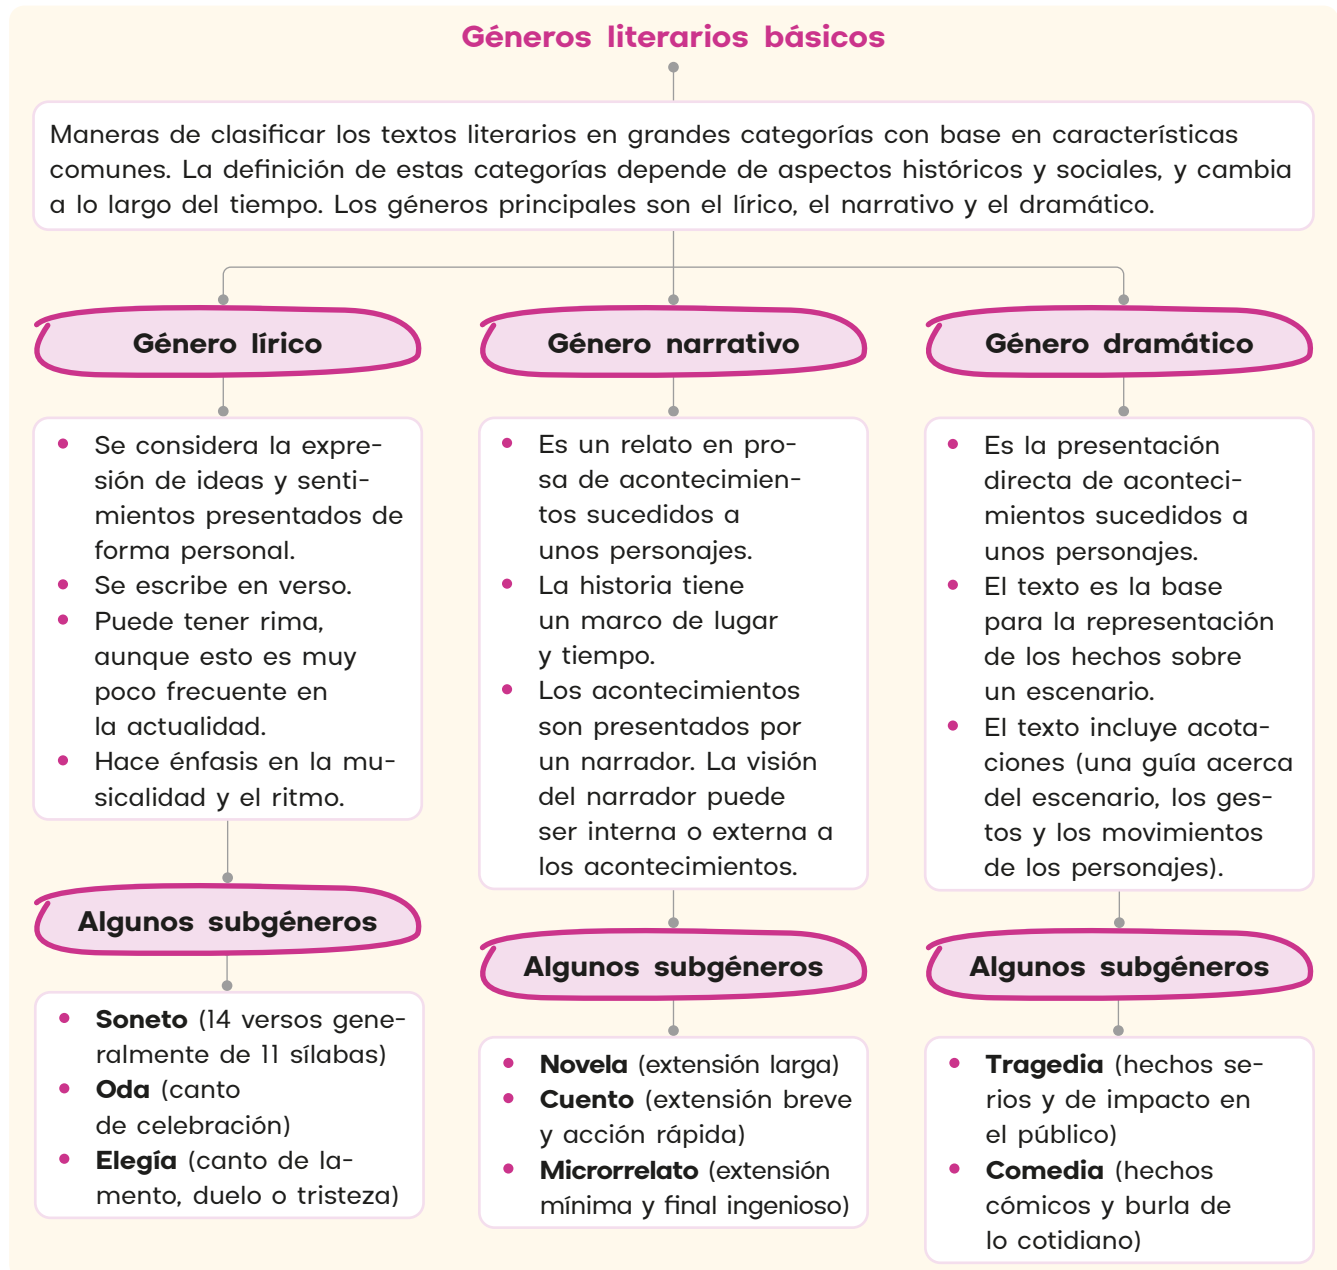 Géneros literarios básicos
Maneras de clasificar los textos literarios en grandes categorías con base en características
comunes. La definición de estas categorías depende de aspectos históricos y sociales, y cambia
a lo largo del tiempo. Los géneros principales son el lírico, el narrativo y el dramático.
Género lírico
• Se considera la expre-
sión de ideas y senti-
mientos presentados de
forma personal.
• Se escribe en verso.
• Puede tener rima,
aunque esto es muy
poco frecuente en
la actualidad.
• Hace énfasis en la mu-
sicalidad y el ritmo.
Algunos subgéneros
• Soneto (14 versos gene-
ralmente de 11 sílabas)
• Oda (canto
de celebración)
• Elegía (canto de la-
mento, duelo o tristeza)
Género narrativo
• Es un relato en pro-
sa de acontecimien-
tos sucedidos a
unos personajes.
• La historia tiene
un marco de lugar
y tiempo.
• Los acontecimientos
son presentados por
un narrador. La visión
del narrador puede
ser interna o externa a
los acontecimientos.
Algunos subgéneros
• Novela (extensión larga)
• Cuento (extensión breve
y acción rápida)
• Microrrelato (extensión
mínima y final ingenioso)
Género dramático
• Es la presentación
directa de aconteci-
mientos sucedidos a
unos personajes.
• El texto es la base
para la representación
de los hechos sobre
un escenario.
• El texto incluye acota-
ciones (una guía acerca
del escenario, los ges-
tos y los movimientos
de los personajes).
Algunos subgéneros
• Tragedia (hechos se-
rios y de impacto en
el público)
• Comedia (hechos
cómicos y burla de
lo cotidiano)